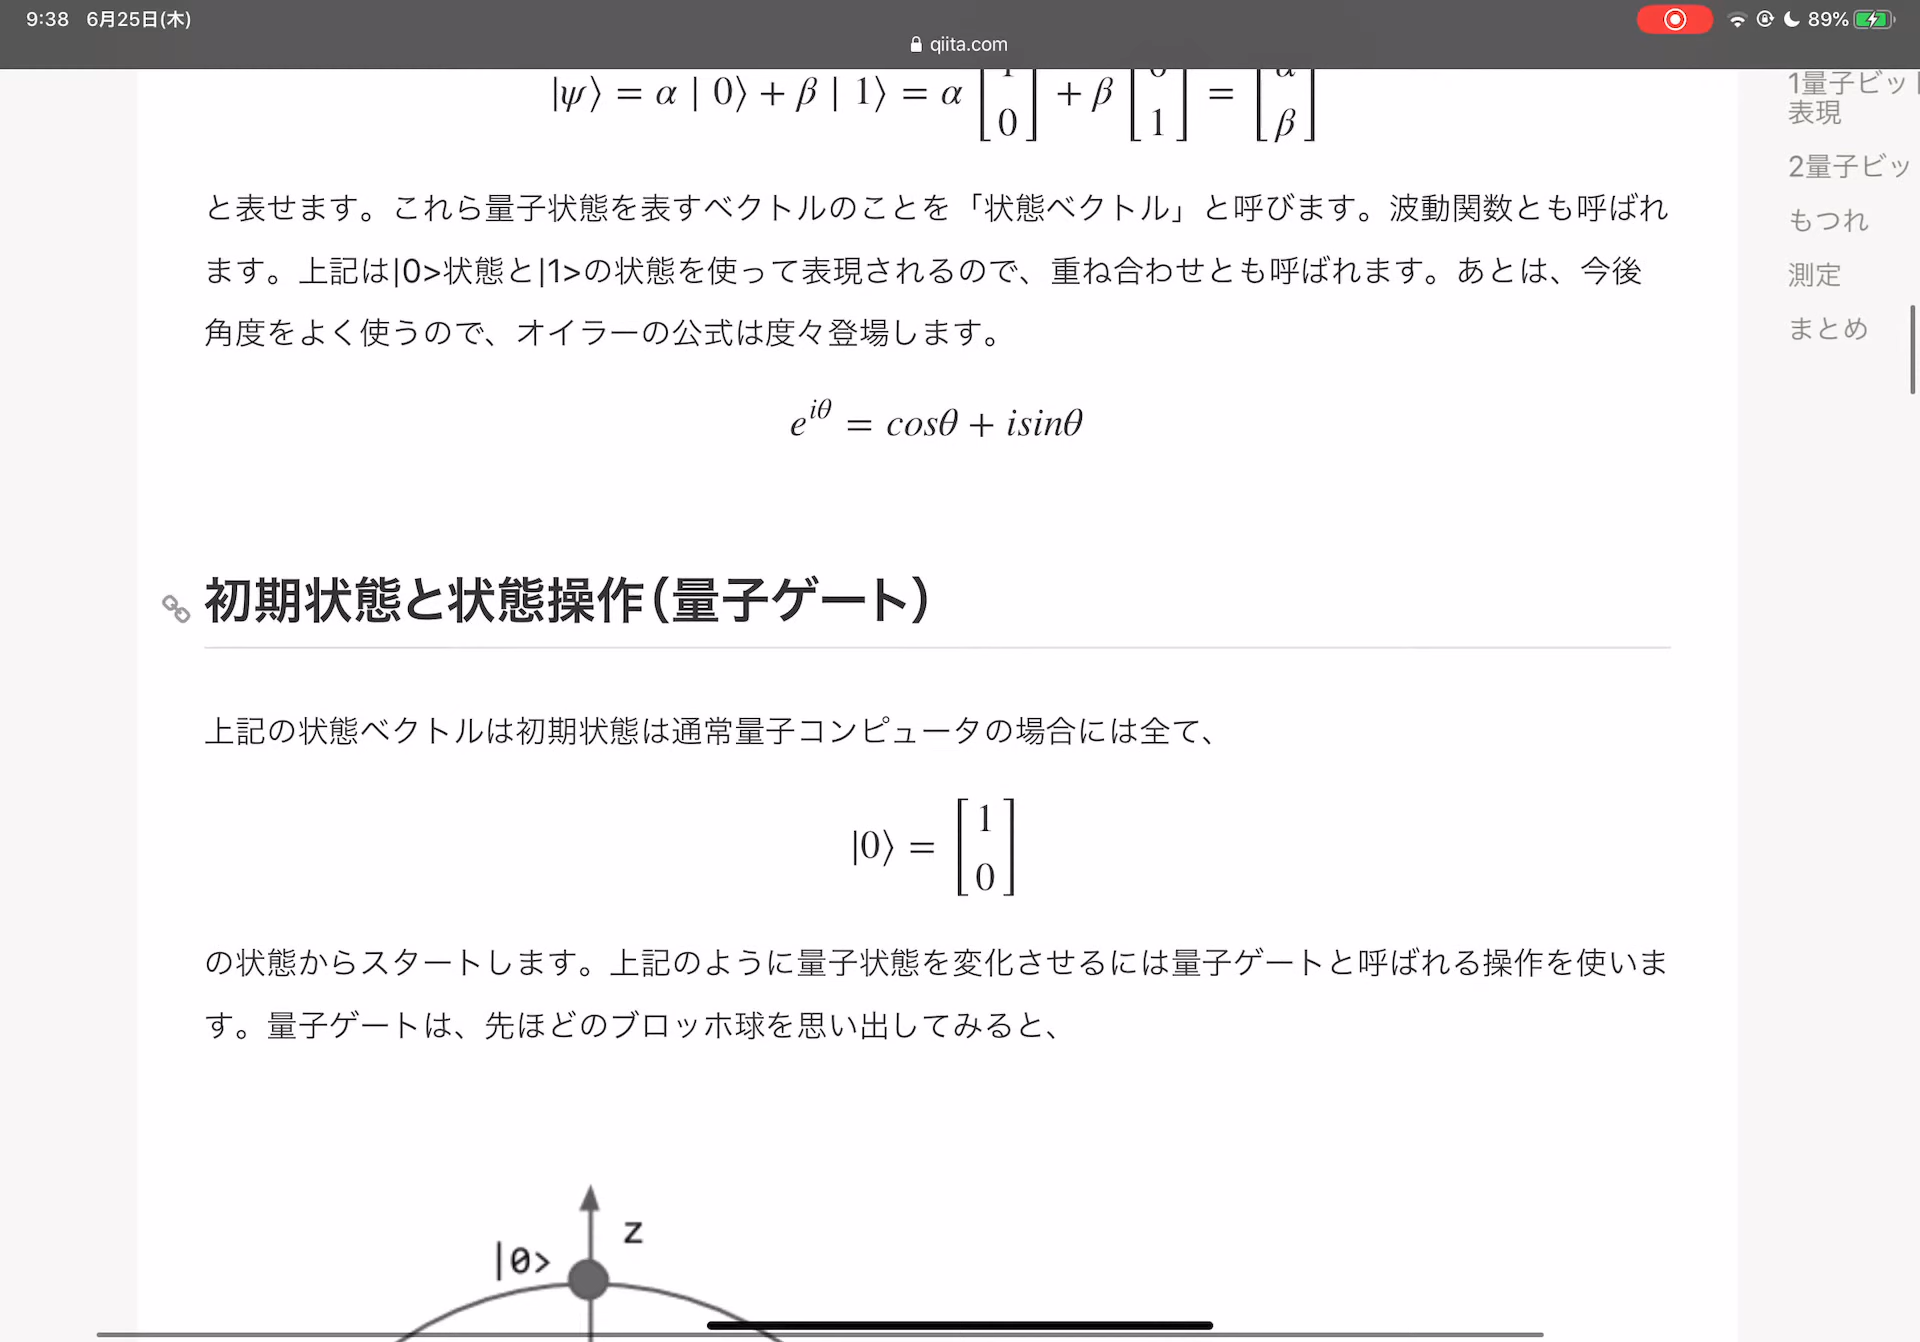 9:38 6月25日(木)
89%
qiita.com
|ψ⟩ = α | 0⟩ + β | 1⟩ = α [ 0 ] + β [ 1 ] = [ α β ]
と表せます。これら量子状態を表すベクトルのことを「状態ベクトル」と呼びます。波動関数とも呼ばれ
ます。上記は|0>状態と|1>の状態を使って表現されるので、重ね合わせとも呼ばれます。あとは、今後
角度をよく使うので、オイラーの公式は度々登場します。
e^{iθ} = cosθ + isinθ
初期状態と状態操作(量子ゲート)
上記の状態ベクトルは初期状態は通常量子コンピュータの場合には全て、
|0⟩ = [ 1 0 ]
の状態からスタートします。上記のように量子状態を変化させるには量子ゲートと呼ばれる操作を使いま
す。量子ゲートは、先ほどのブロッホ球を思い出してみると、
z
|0>
1量子ビット
表現
2量子ビッ
もつれ
測定
まとめ